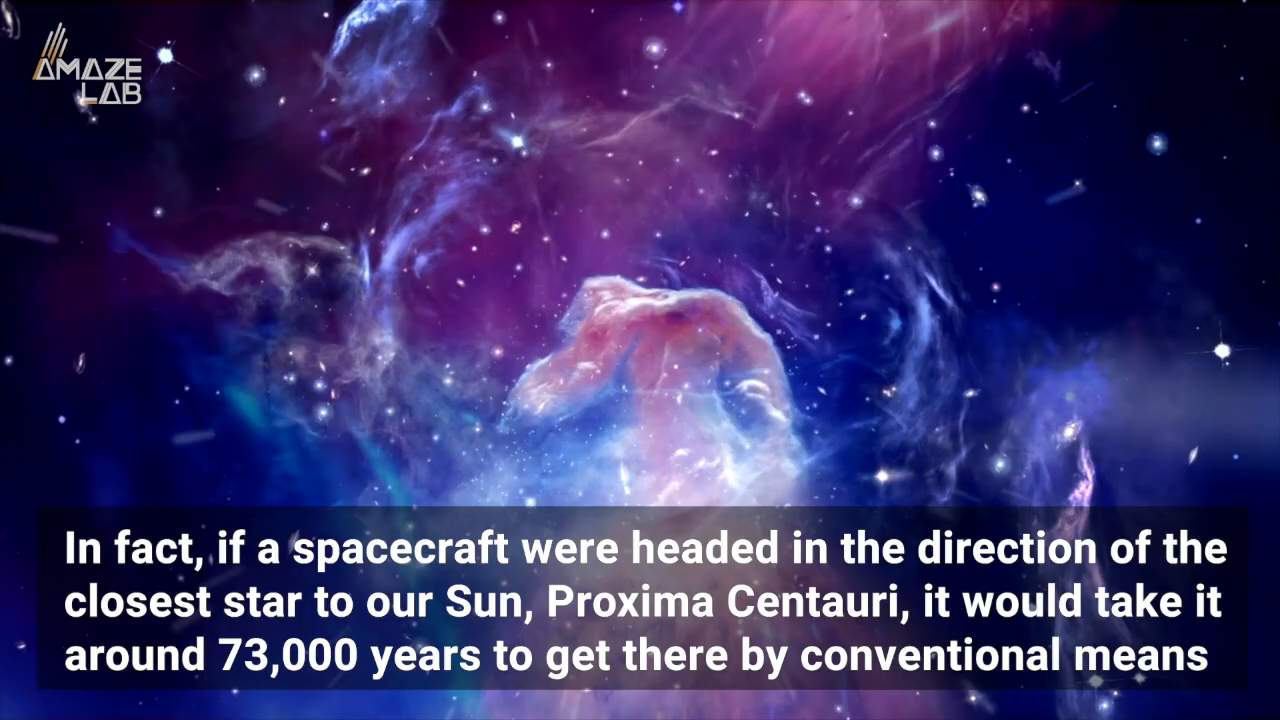 AMAZE
LAB
In fact, if a spacecraft were headed in the direction of the
closest star to our Sun, Proxima Centauri, it would take it
around 73,000 years to get there by conventional means